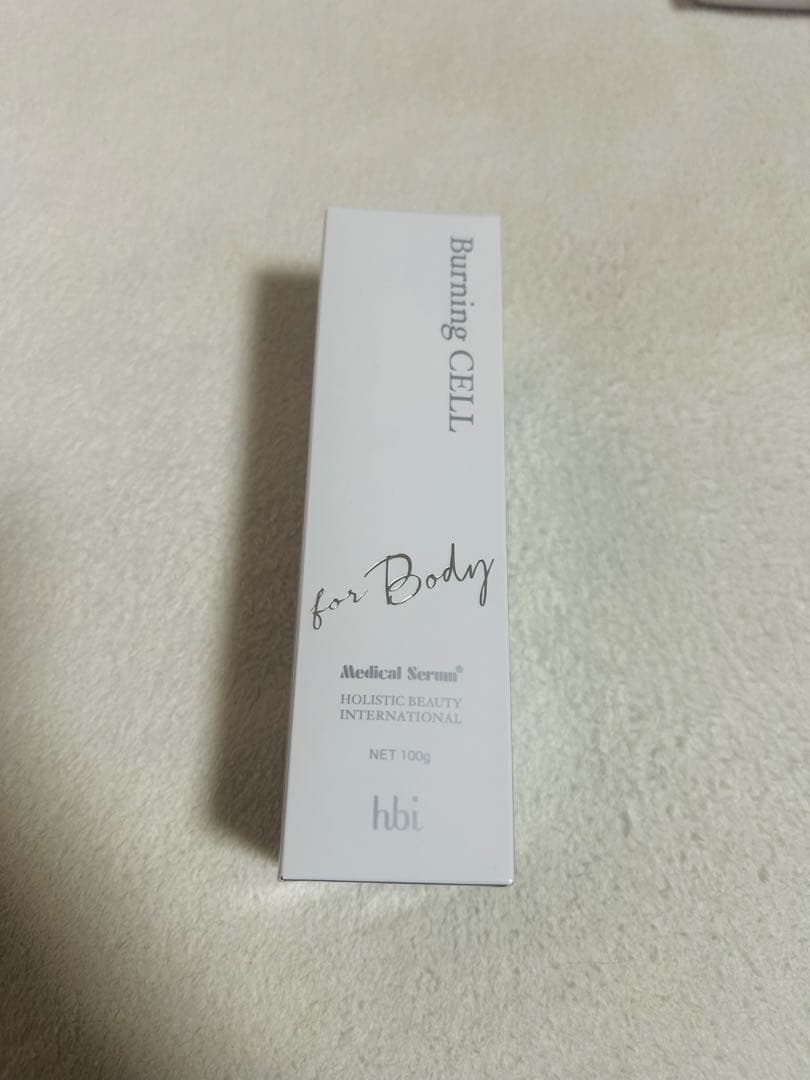 Burning CELL
for Body
Medical Serum®
HOLISTIC BEAUTY
INTERNATIONAL
NET 100g
hbi